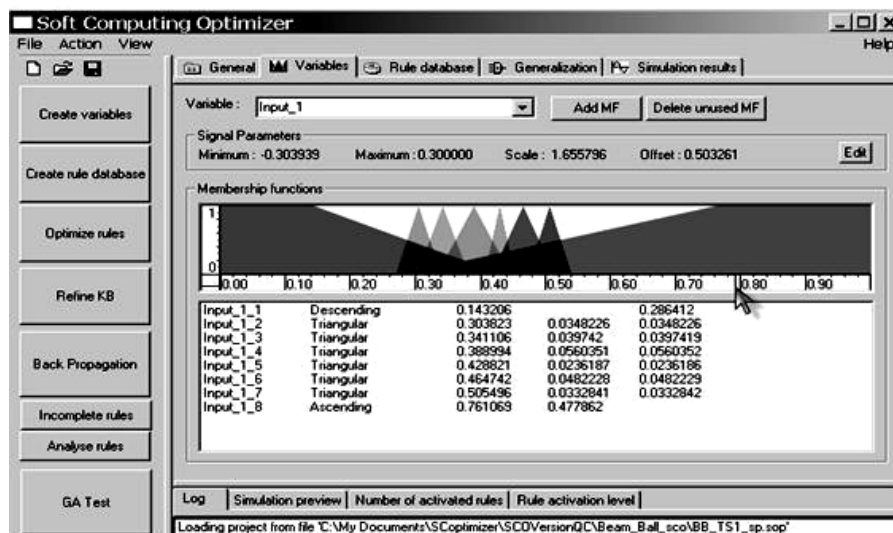 Soft Computing Optimizer
File Action View Help
General Variables Rule database Generalization Simulation results
Create variables
Create rule database
Optimize rules
Refine KB
Back Propagation
Incomplete rules
Analyse rules
GA Test
Variable : Input_1 Add MF Delete unused MF
Signal Parameters
Minimum : -0.303939 Maximum : 0.300000 Scale : 1.655796 Offset : 0.503261 Edit
Membership functions
1
0
0.00 0.10 0.20 0.30 0.40 0.50 0.60 0.70 0.80 0.90
Input_1_1 Descending 0.143206 0.286412
Input_1_2 Triangular 0.303823 0.0348226 0.0348226
Input_1_3 Triangular 0.341106 0.039742 0.0397419
Input_1_4 Triangular 0.388994 0.0560351 0.0560352
Input_1_5 Triangular 0.428821 0.0236187 0.0236186
Input_1_6 Triangular 0.464742 0.0482228 0.0482229
Input_1_7 Triangular 0.505496 0.0332841 0.0332842
Input_1_8 Ascending 0.761069 0.477862
Log Simulation preview Number of activated rules Rule activation level
Loading project from file 'C:\My Documents\SCoptimizer\SCOVersionQC\Beam_Ball_sco\BB_TS1_sp.sop'